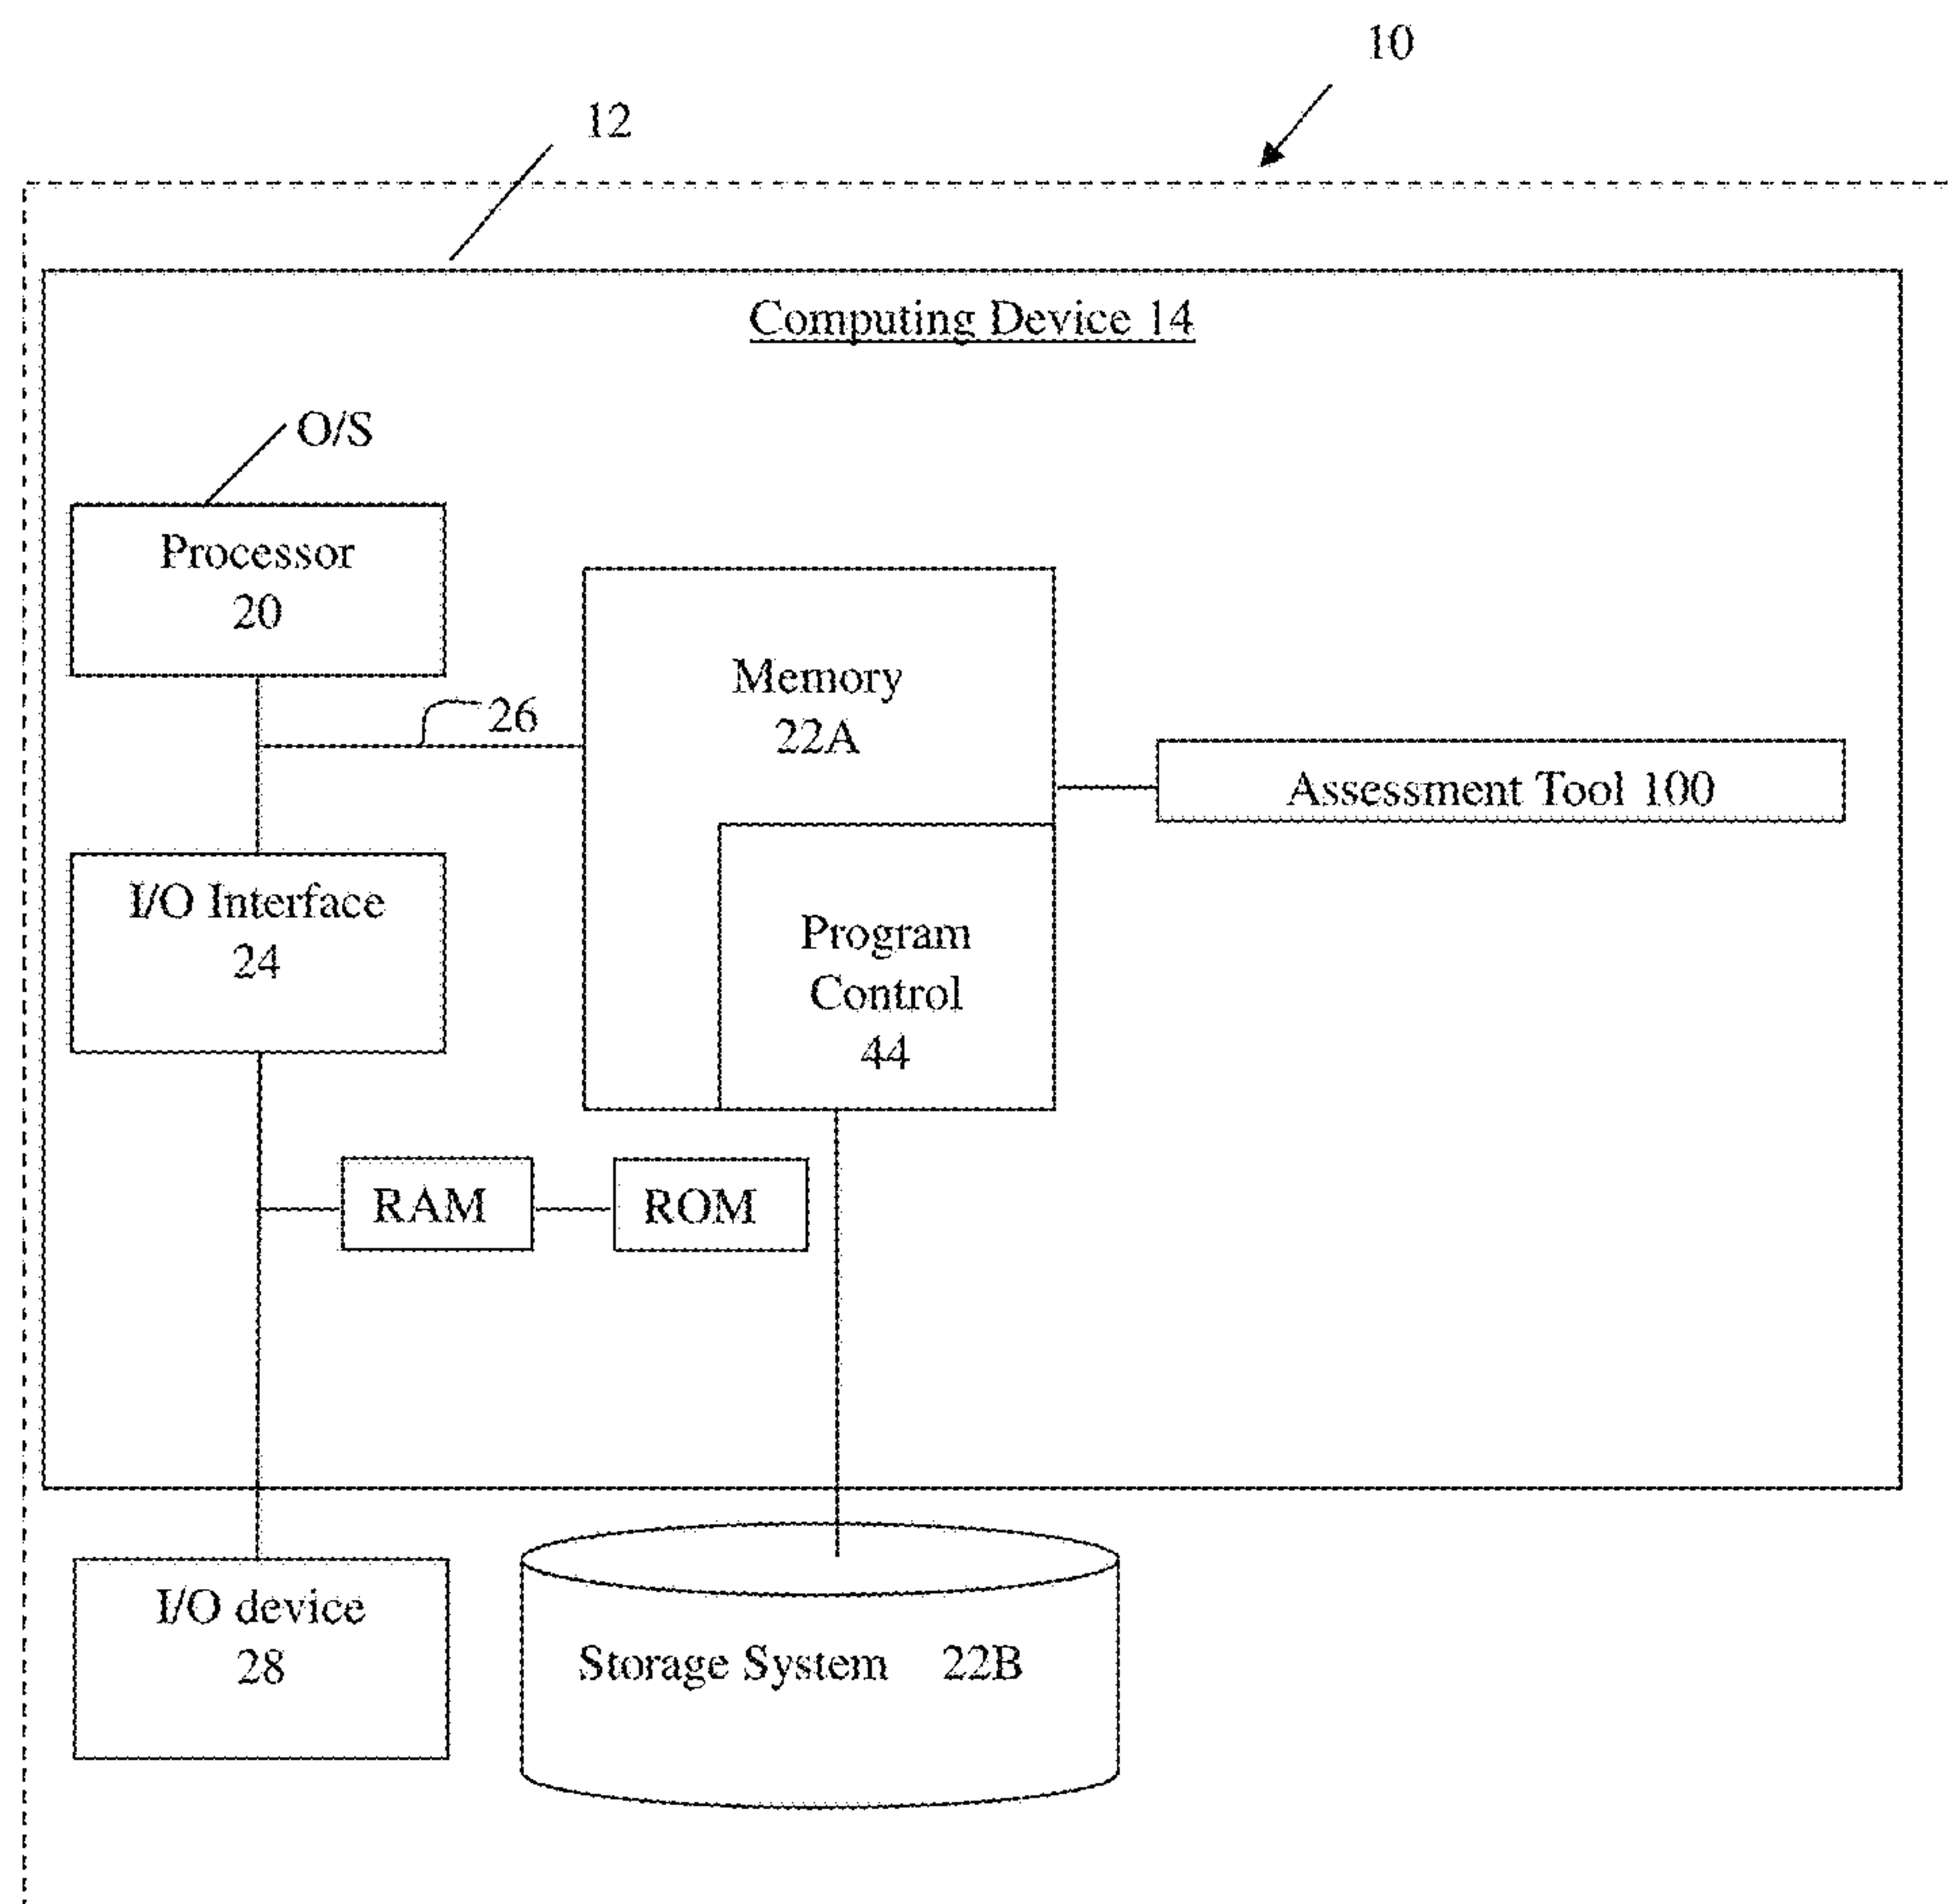 10
12
Computing Device 14
O/S
Processor
20
26
Memory
22A
Assessment Tool 100
I/O Interface
24
Program
Control
44
RAM
ROM
I/O device
28
Storage System 22B